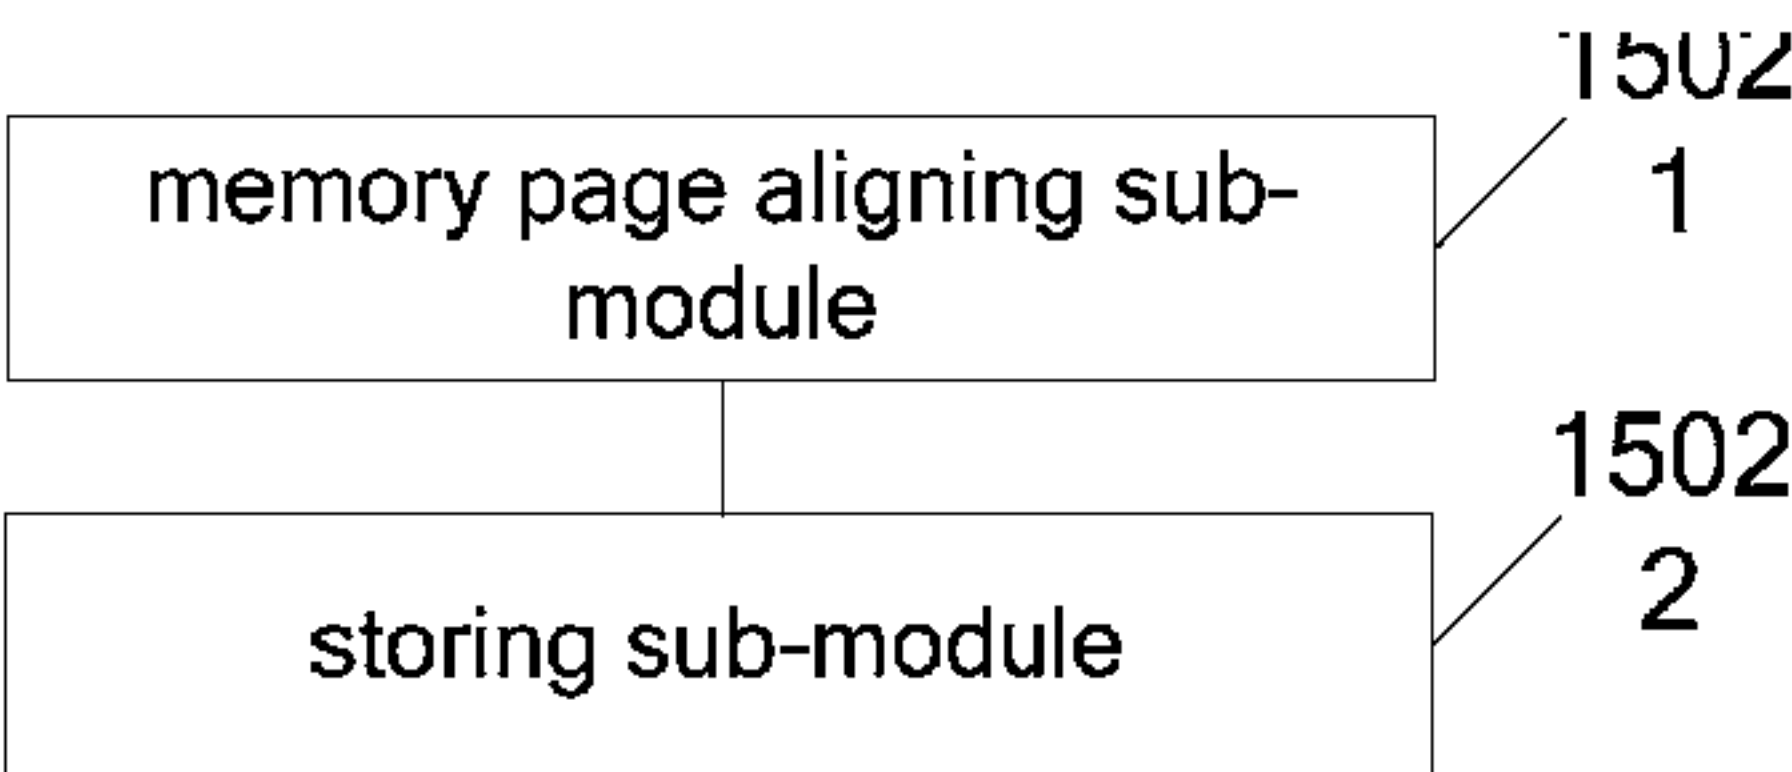 1502
1
memory page aligning sub-
module
1502
2
storing sub-module